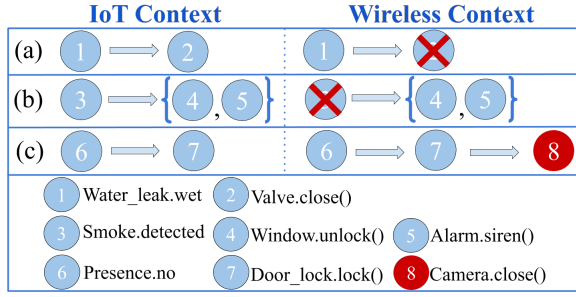 IoT Context Wireless Context
(a) 1 2 1
(b) 3 { 4 , 5 } { 4 , 5 }
(c) 6 7 6 7 8
1 Water_leak.wet 2 Valve.close()
3 Smoke.detected 4 Window.unlock() 5 Alarm.siren()
6 Presence.no 7 Door_lock.lock() 8 Camera.close()